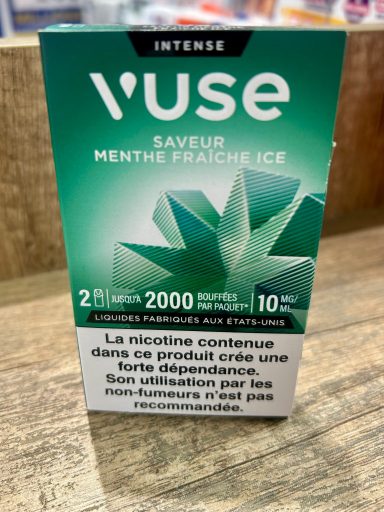 INTENSE
VUSE
SAVEUR
MENTHE FRAÎCHE ICE
2 JUSQU'À 2000 BOUFFÉES PAR PAQUET* 10 MG/ML
LIQUIDES FABRIQUÉS AUX ÉTATS-UNIS
La nicotine contenue
dans ce produit crée une
forte dépendance.
Son utilisation par les
non-fumeurs n'est pas
recommandée.